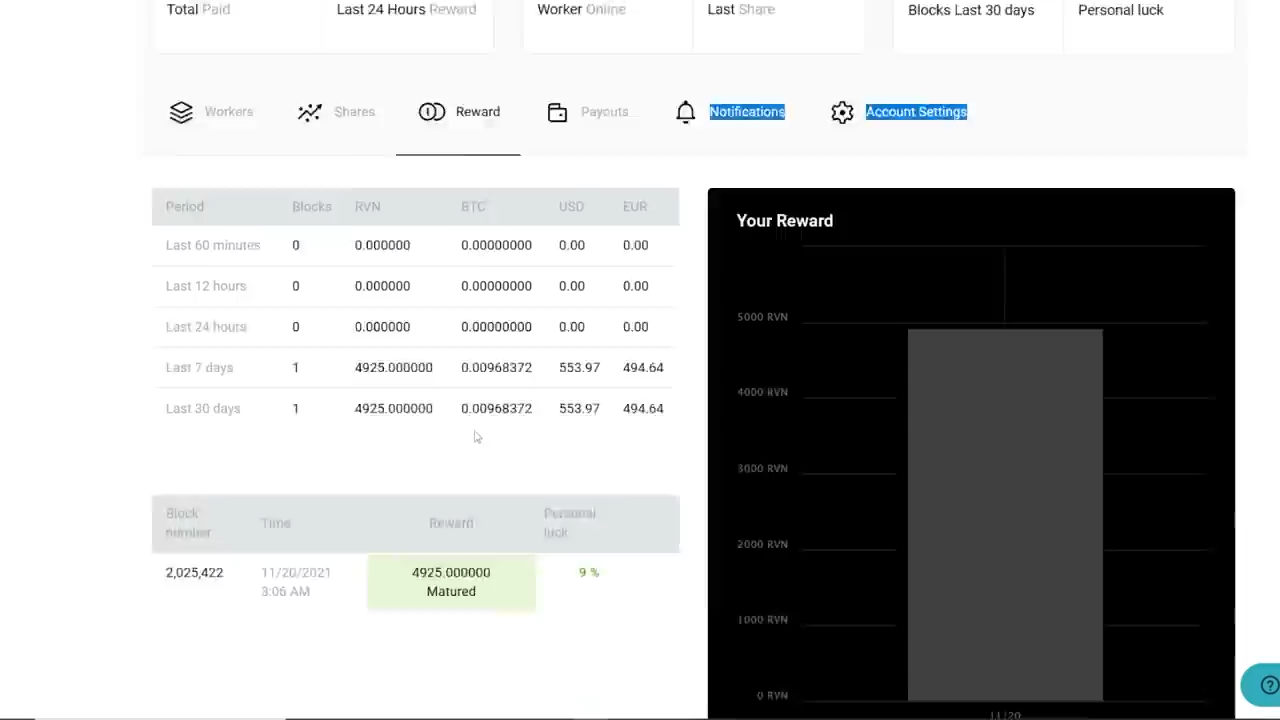 Total Paid
Last 24 Hours Reward
Worker Online
Last Share
Blocks Last 30 days
Personal luck
Workers
Shares
Reward
Payouts
Notifications
Account Settings
Period Blocks RVN BTC USD EUR
Last 60 minutes 0 0.000000 0.00000000 0.00 0.00
Last 12 hours 0 0.000000 0.00000000 0.00 0.00
Last 24 hours 0 0.000000 0.00000000 0.00 0.00
Last 7 days 1 4925.000000 0.00968372 553.97 494.64
Last 30 days 1 4925.000000 0.00968372 553.97 494.64
Block
number
Time
Reward
Personal
luck
2,025,422
11/20/2021
3:06 AM
4925.000000
Matured
9 %
Your Reward
5000 RVN
4000 RVN
3000 RVN
2000 RVN
1000 RVN
0 RVN
11/20